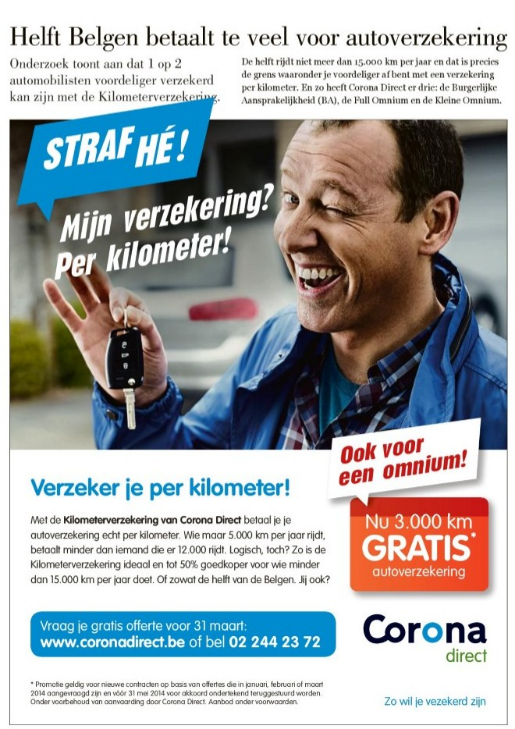 Helft Belgen betaalt te veel voor autoverzekering
Onderzoek toont aan dat 1 op 2
automobilisten voordeliger verzekerd
kan zijn met de Kilometerverzekering.
De helft rijdt niet meer dan 15.000 km per jaar en dat is precies
de grens waaronder je voordeliger af bent met een verzekering
per kilometer. En zo heeft Corona Direct er drie: de Burgerlijke
Aansprakelijkheid (BA), de Full Omnium en de Kleine Omnium.
STRAF HÉ!
Mijn verzekering?
Per kilometer!
Ook voor
een omnium!
Verzeker je per kilometer!
Met de Kilometerverzekering van Corona Direct betaal je je
autoverzekering echt per kilometer. Wie maar 5.000 km per jaar rijdt,
betaalt minder dan iemand die er 12.000 rijdt. Logisch, toch? Zo is de
Kilometerverzekering ideaal en tot 50% goedkoper voor wie minder
dan 15.000 km per jaar doet. Of zowat de helft van de Belgen. Jij ook?
Nu 3.000 km
GRATIS*
autoverzekering
Vraag je gratis offerte voor 31 maart:
www.coronadirect.be of bel 02 244 23 72
Corona
direct
* Promotie geldig voor nieuwe contracten op basis van offertes die in januari, februari of maart
2014 aangevraagd zijn en vóór 31 mei 2014 voor akkoord ondertekend teruggestuurd worden.
Onder voorbehoud van aanvaarding door Corona Direct. Aanbod onder voorwaarden.
Zo wil je vezekerd zijn